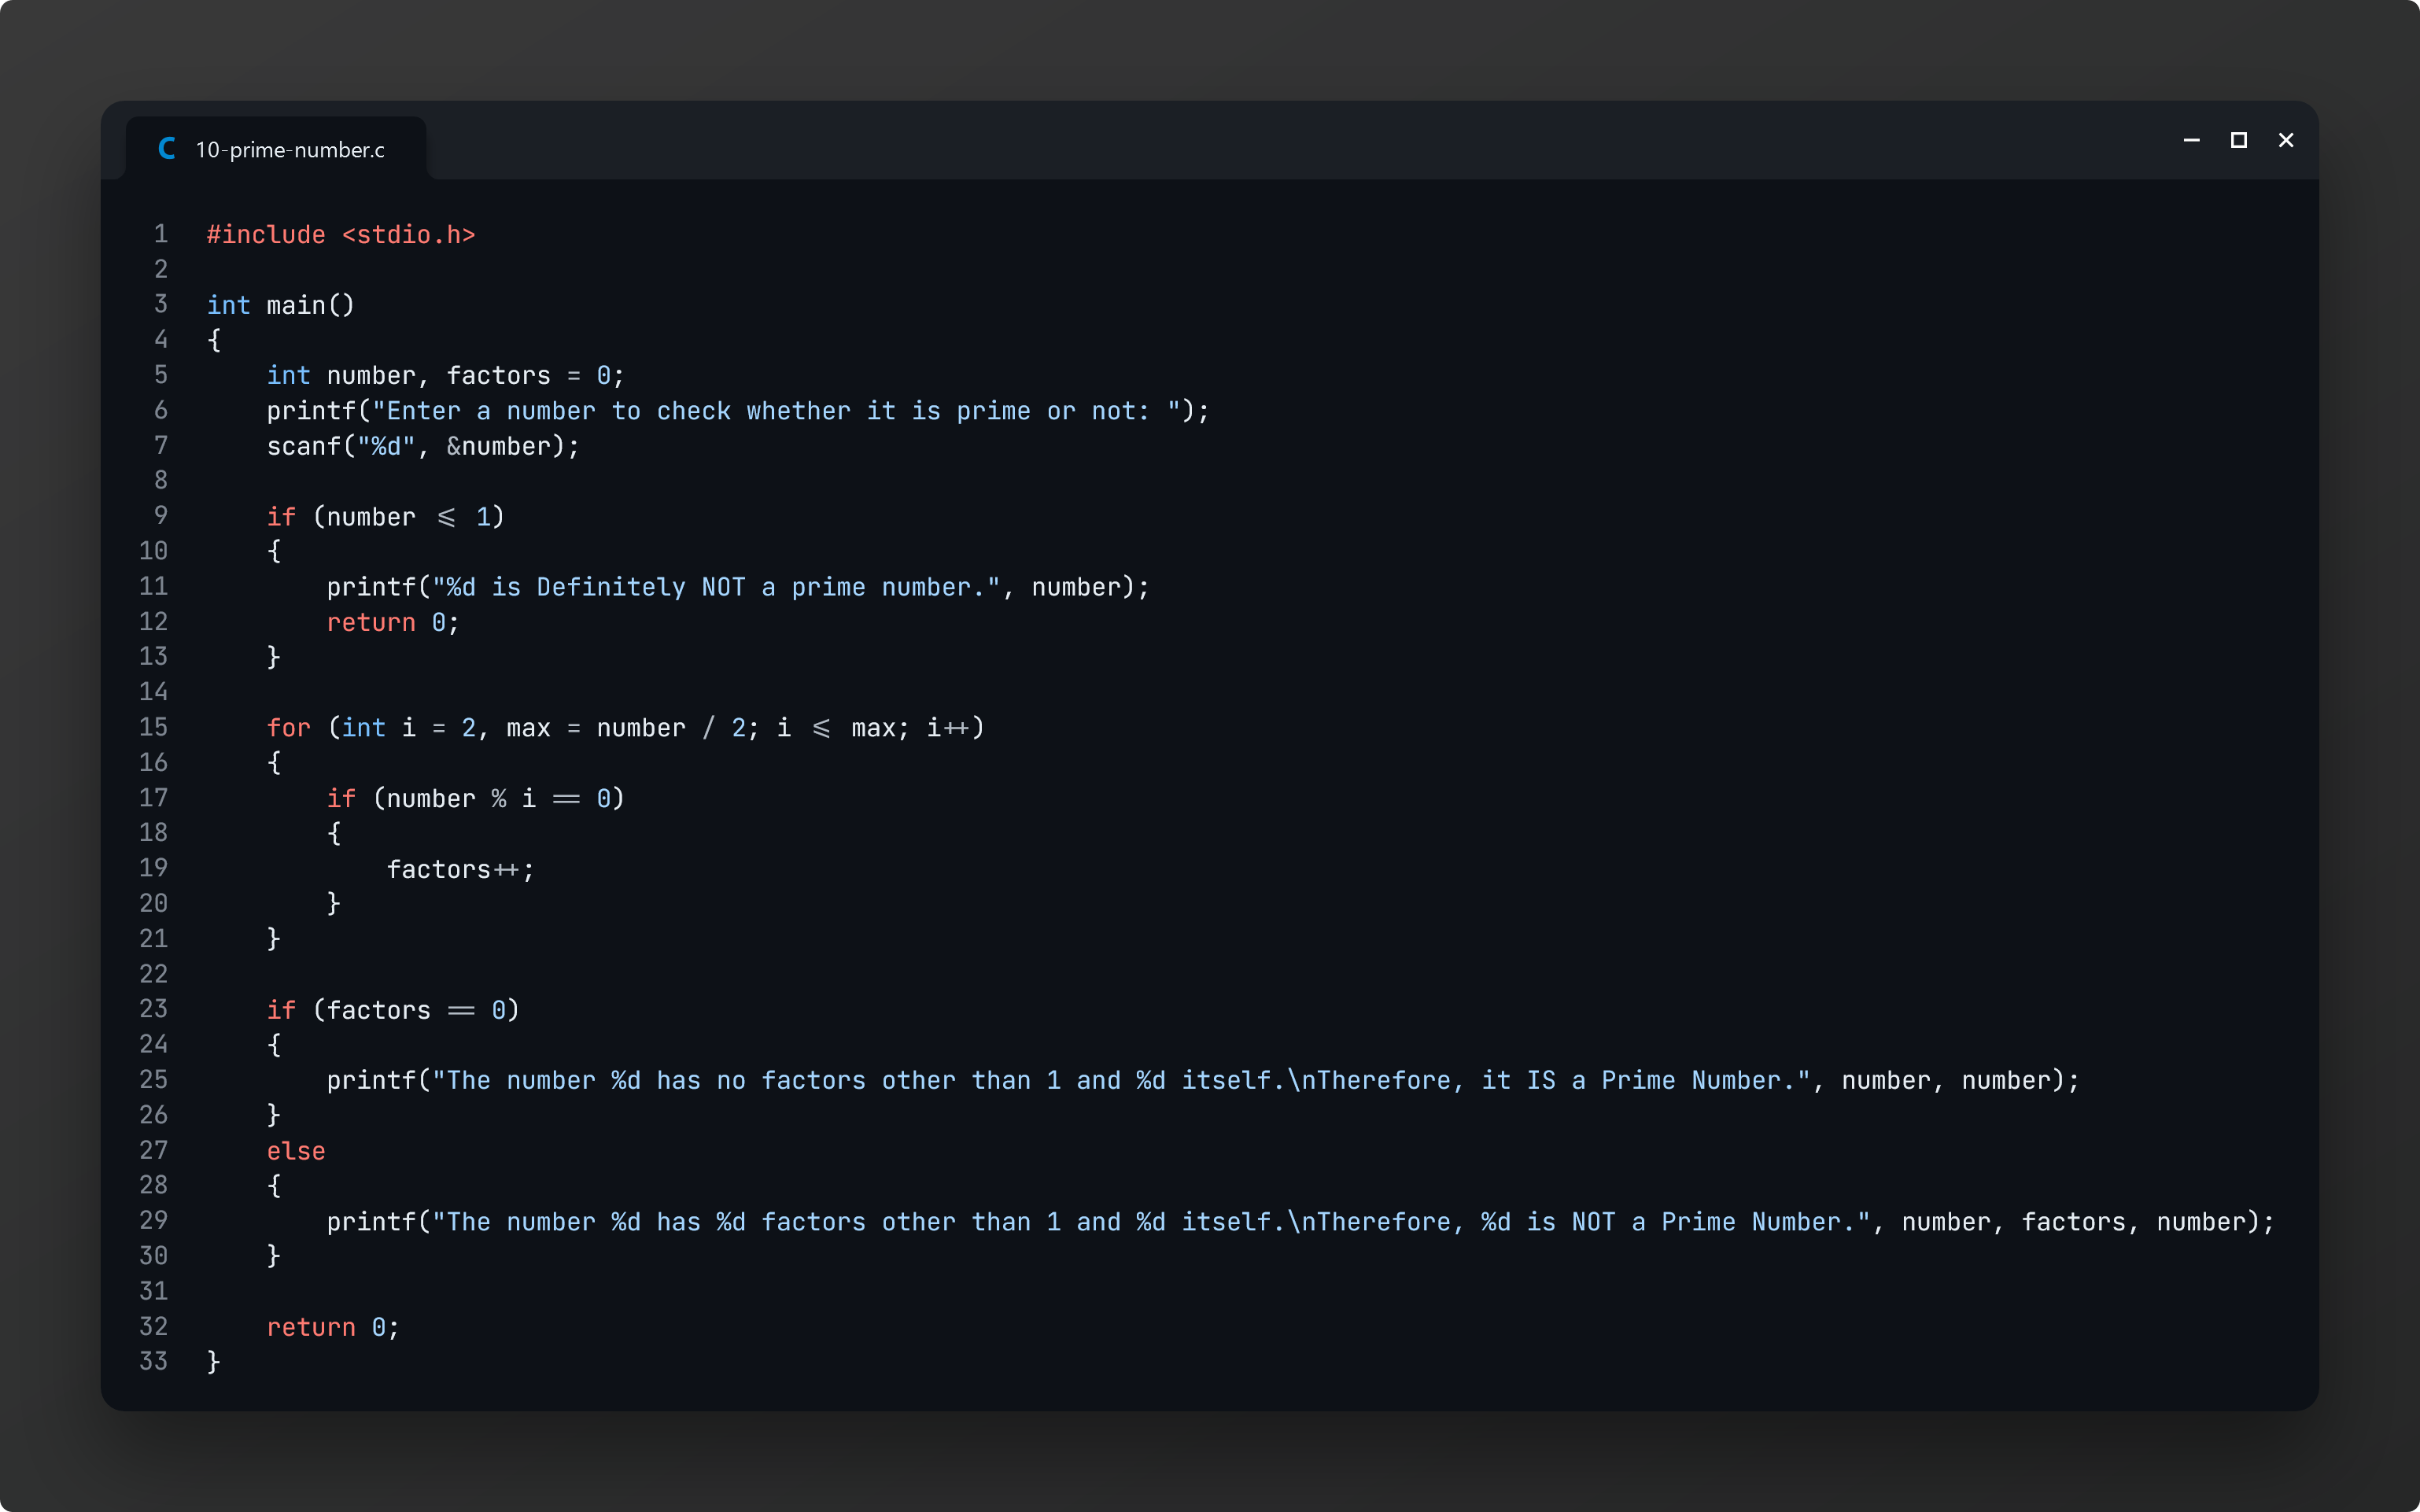 10-prime-number.c
1 #include <stdio.h>
2
3 int main()
4 {
5     int number, factors = 0;
6     printf("Enter a number to check whether it is prime or not: ");
7     scanf("%d", &number);
8
9     if (number <= 1)
10     {
11         printf("%d is Definitely NOT a prime number.", number);
12         return 0;
13     }
14
15     for (int i = 2, max = number / 2; i <= max; i++)
16     {
17         if (number % i == 0)
18         {
19             factors++;
20         }
21     }
22
23     if (factors == 0)
24     {
25         printf("The number %d has no factors other than 1 and %d itself.\nTherefore, it IS a Prime Number.", number, number);
26     }
27     else
28     {
29         printf("The number %d has %d factors other than 1 and %d itself.\nTherefore, %d is NOT a Prime Number.", number, factors, number);
30     }
31
32     return 0;
33 }